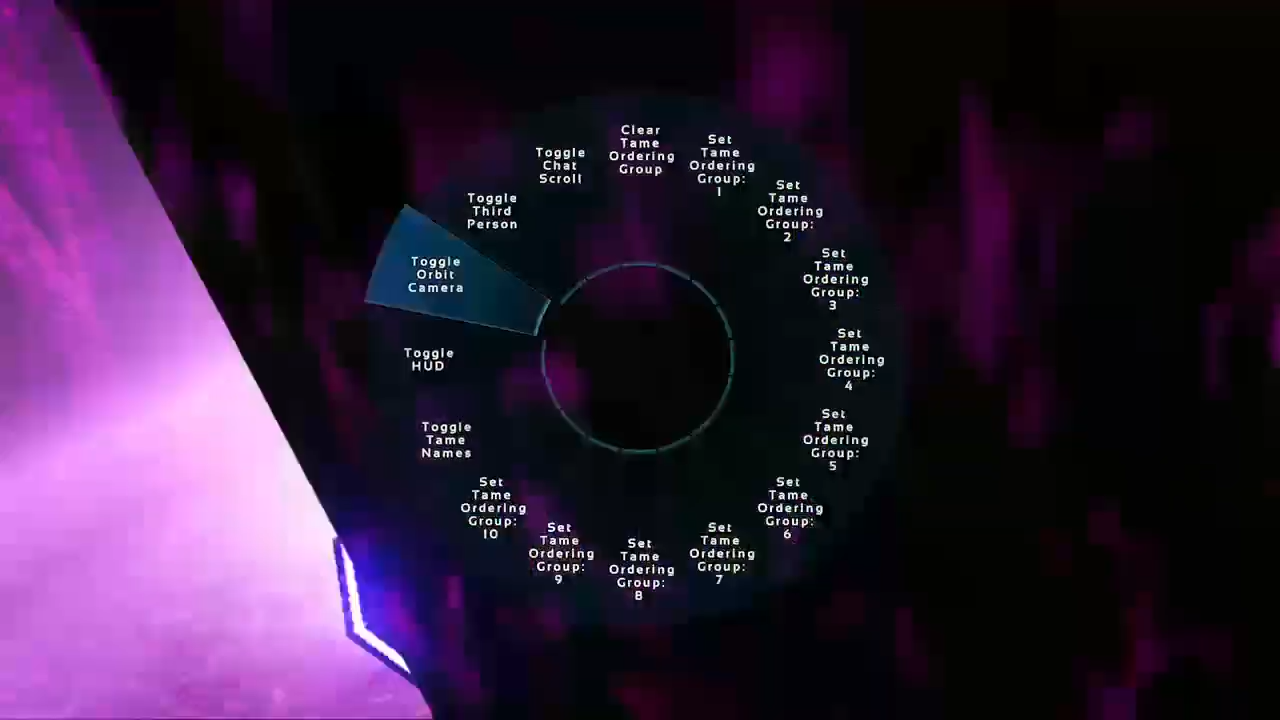 Clear
Tame
Ordering
Group
Set
Tame
Ordering
Group:
1
Set
Tame
Ordering
Group:
2
Set
Tame
Ordering
Group:
3
Set
Tame
Ordering
Group:
4
Set
Tame
Ordering
Group:
5
Set
Tame
Ordering
Group:
6
Set
Tame
Ordering
Group:
7
Set
Tame
Ordering
Group:
8
Set
Tame
Ordering
Group:
9
Set
Tame
Ordering
Group:
10
Toggle
Tame
Names
Toggle
HUD
Toggle
Orbit
Camera
Toggle
Third
Person
Toggle
Chat
Scroll